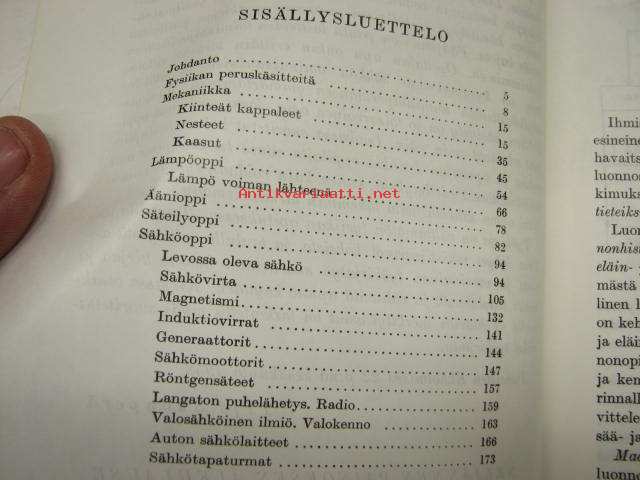 SISÄLLYSLUETTELO
Johdanto 5
Fysiikan peruskäsitteitä 8
Mekaniikka 15
Kiinteät kappaleet 15
Nesteet 35
Kaasut 45
Lämpöoppi 54
Lämpö voiman lähteenä 66
Äänioppi 78
Säteilyoppi 82
Sähköoppi 94
Levossa oleva sähkö 94
Sähkövirta 105
Magnetismi 132
Induktiovirrat 141
Generaattorit 144
Sähkömoottorit 147
Röntgensäteet 157
Langaton puhelähetys. Radio 159
Valosähköinen ilmiö. Valokenno 163
Auton sähkölaitteet 166
Sähkötapaturmat 173
Antikvariaatti.net
Ihmi
esineine
havaits
luonnos
kimuks
tieteiks
Luon
nonhist
eläin- j
mästä
linen l
on keh
ja eläi
nonopi
ja kem
rinnall
vittele
sää- ja
Maa
luonno